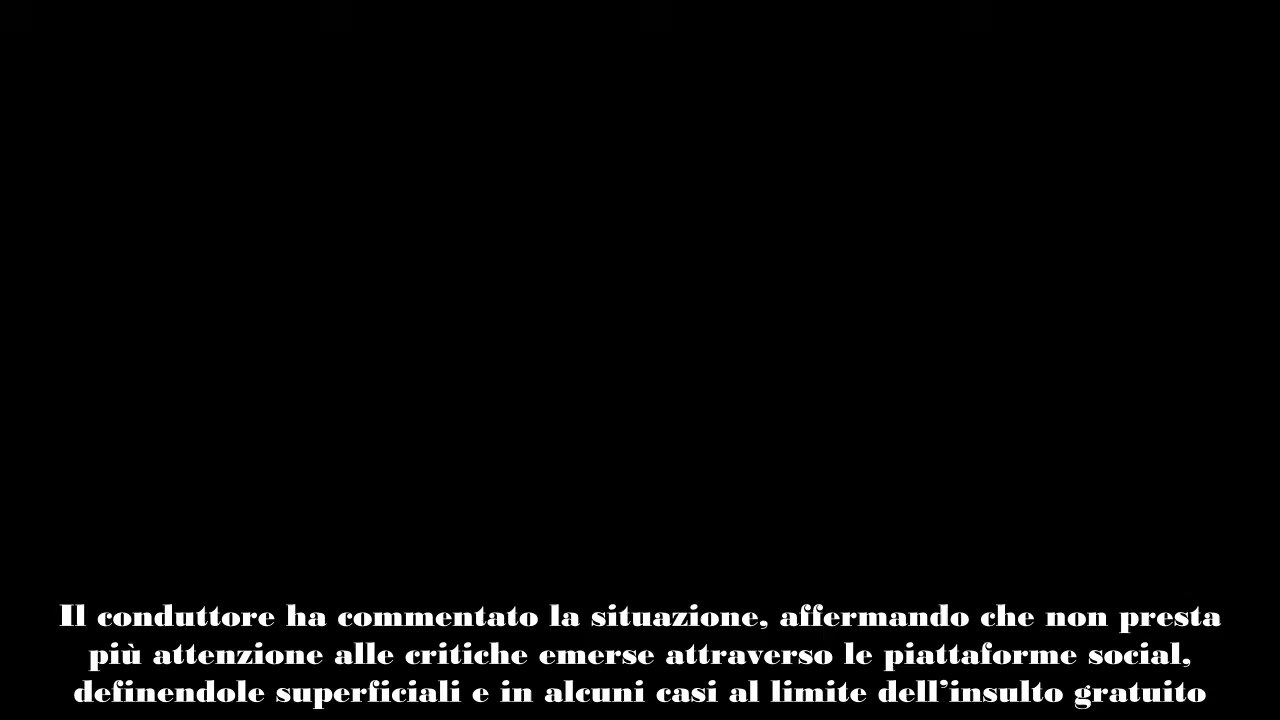 Il conduttore ha commentato la situazione, affermando che non presta
più attenzione alle critiche emerse attraverso le piattaforme social,
definendole superficiali e in alcuni casi al limite dell’insulto gratuito